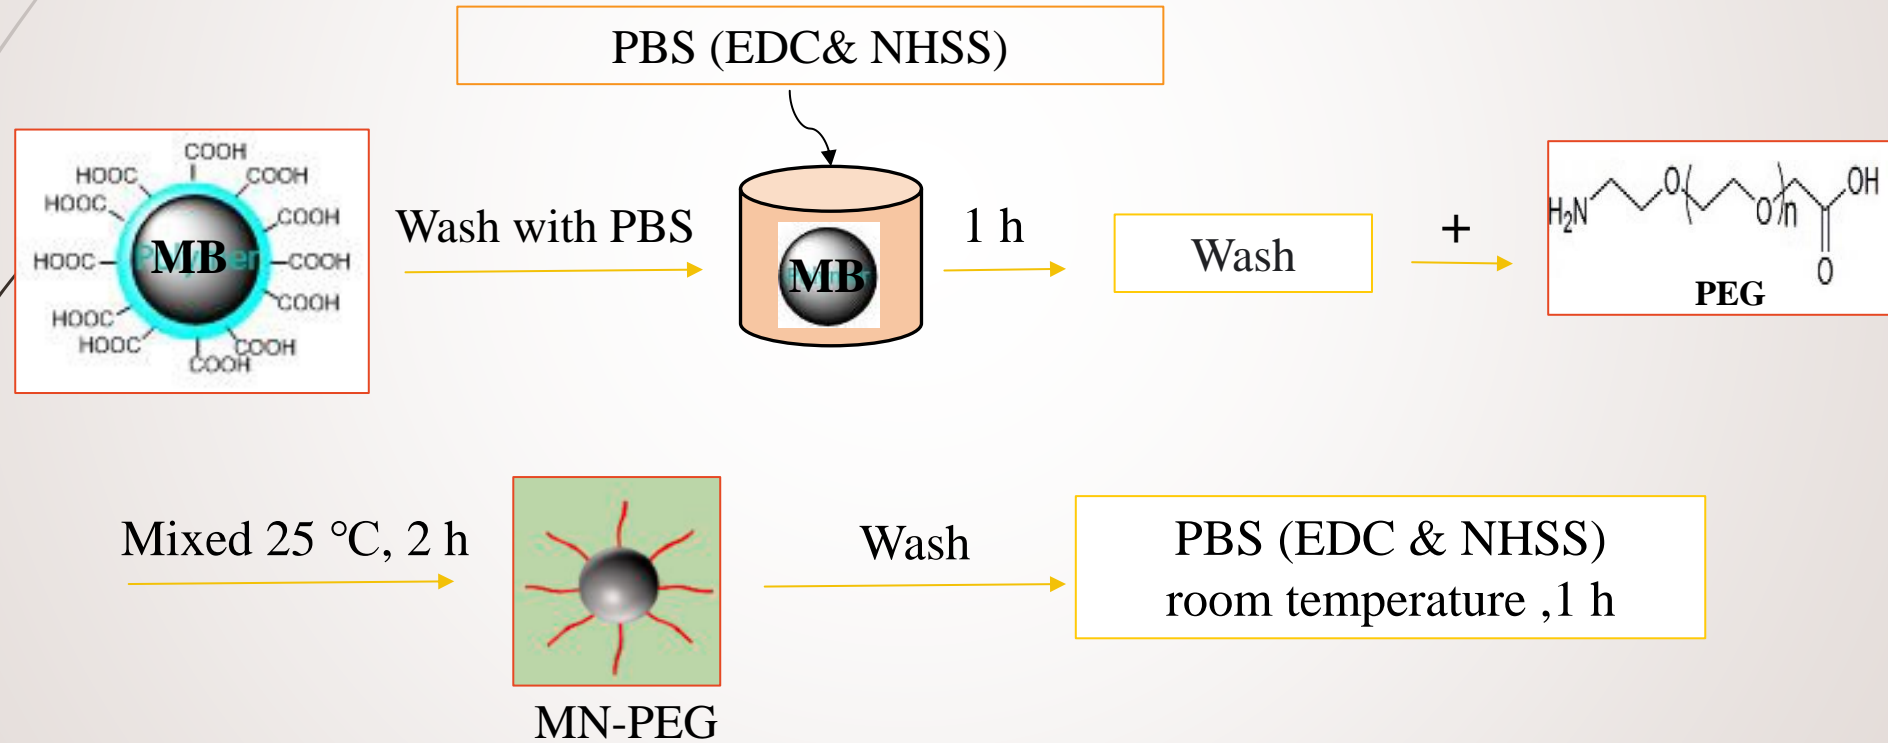 PBS (EDC& NHSS)
COOH
HOOC
COOH
HOOC
COOH
MB
HOOC
COOH
COOH
HOOC
HOOC
COOH
COOH
Wash with PBS
MB
1 h
Wash
+
H₂N
O
O
n
OH
O
PEG
Mixed 25 °C, 2 h
MN-PEG
Wash
PBS (EDC & NHSS)
room temperature ,1 h